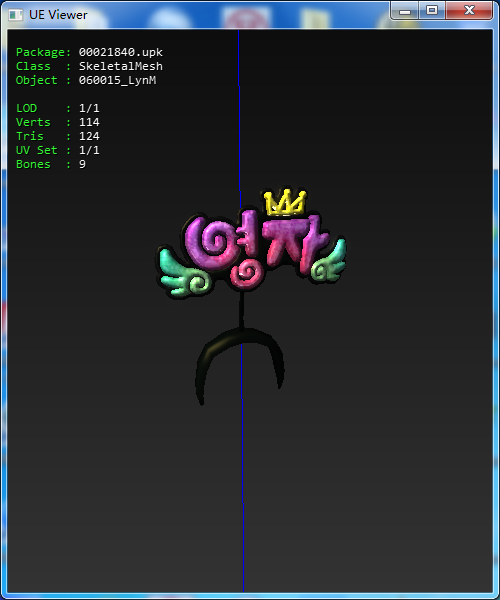 UE Viewer
Package: 00021840.upk
Class : SkeletalMesh
Object : 060015_LynM
LOD : 1/1
Verts : 114
Tris : 124
UV Set : 1/1
Bones : 9
영자